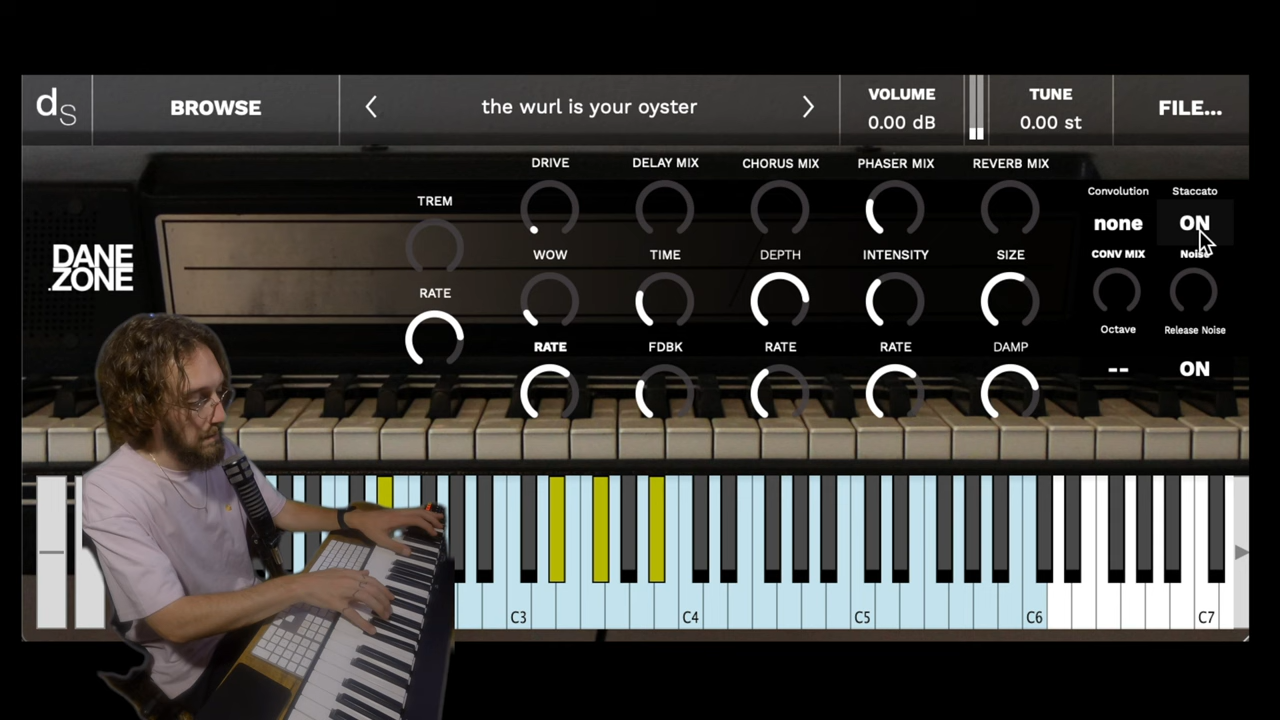 dS
BROWSE
the wurl is your oyster
VOLUME
0.00 dB
TUNE
0.00 st
FILE...
DANE
.ZONE
TREM
RATE
DRIVE
DELAY MIX
CHORUS MIX
PHASER MIX
REVERB MIX
WOW
TIME
DEPTH
INTENSITY
SIZE
RATE
FDBK
RATE
RATE
DAMP
Convolution
Staccato
none
ON
CONV MIX
Noise
Octave
Release Noise
--
ON
C3
C4
C5
C6
C7